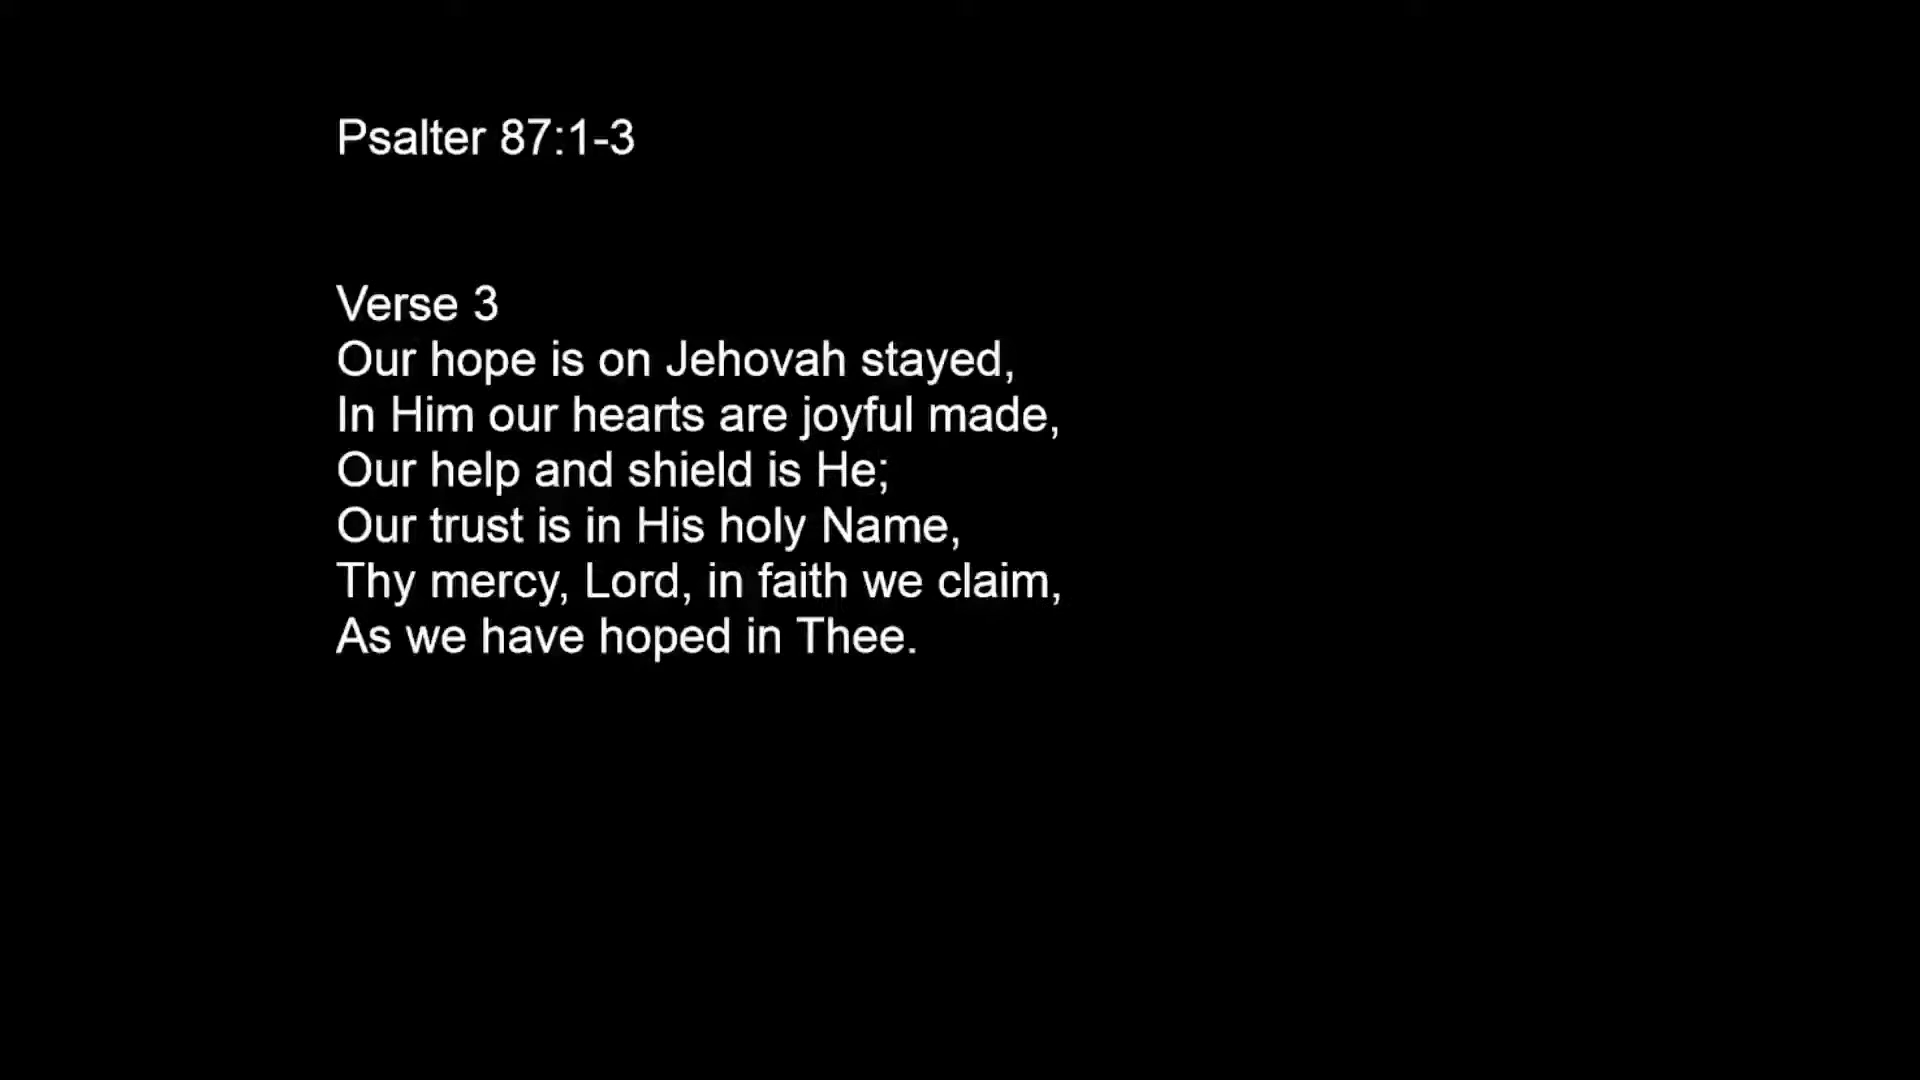 Psalter 87:1-3
Verse 3
Our hope is on Jehovah stayed,
In Him our hearts are joyful made,
Our help and shield is He;
Our trust is in His holy Name,
Thy mercy, Lord, in faith we claim,
As we have hoped in Thee.